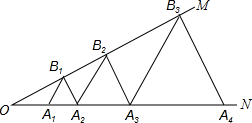 B₃ M
B₂
B₁
O A₁ A₂ A₃ A₄ N